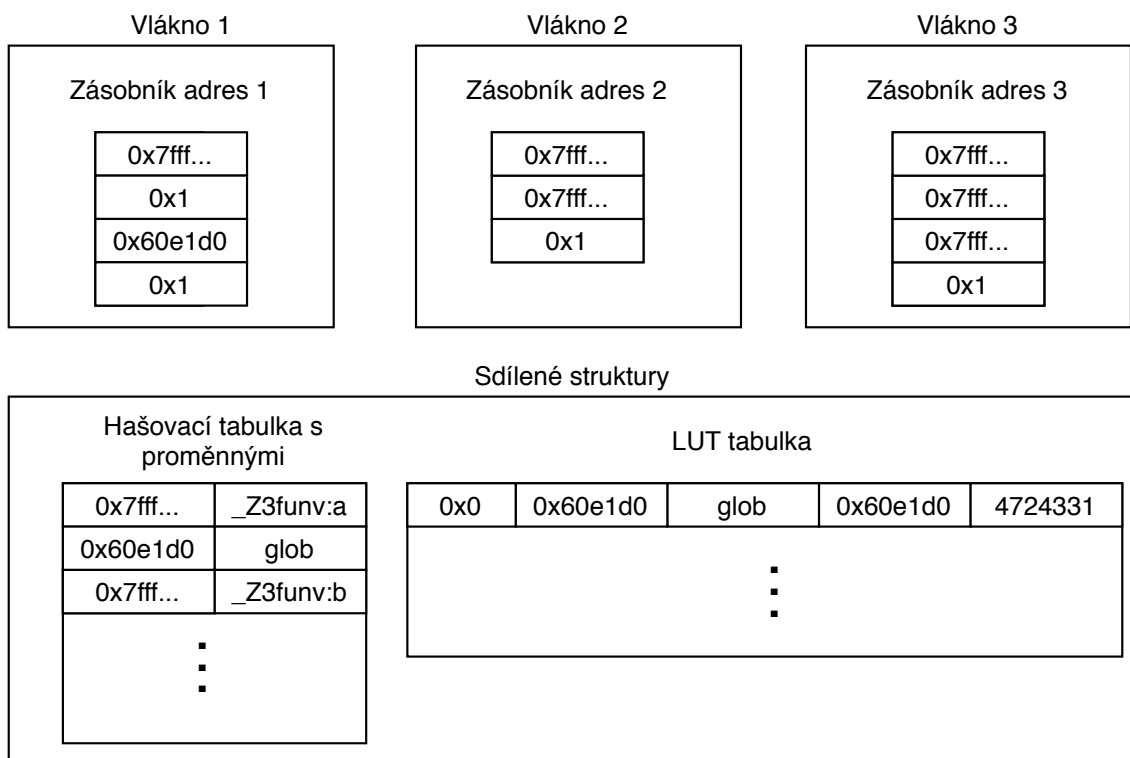 Vlákno 1
Vlákno 2
Vlákno 3
Zásobník adres 1
Zásobník adres 2
Zásobník adres 3
0x7fff...
0x1
0x60e1d0
0x1
0x7fff...
0x7fff...
0x1
0x7fff...
0x7fff...
0x7fff...
0x1
Sdílené struktury
Hašovací tabulka s
proměnnými
0x7fff... _Z3funv:a
0x60e1d0 glob
0x7fff... _Z3funv:b
LUT tabulka
0x0 0x60e1d0 glob 0x60e1d0 4724331